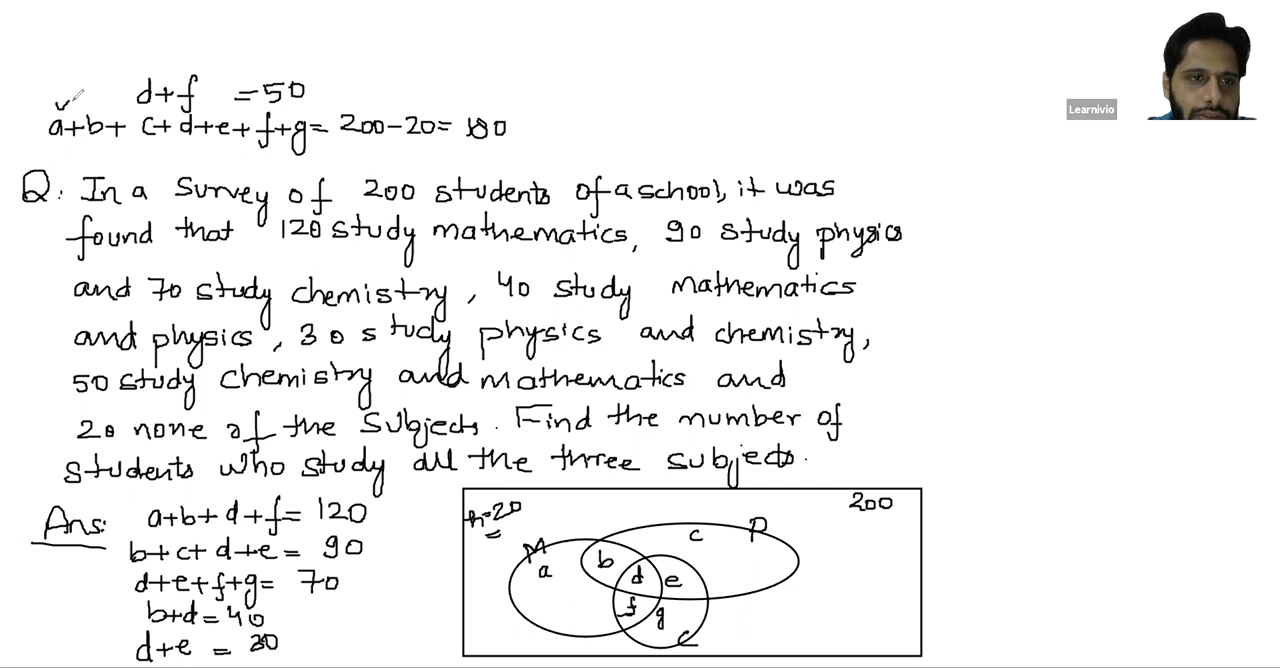 d+f = 50
Learnivio
a+b+ c+d+e+f+g= 200-20= 180
Q: In a survey of 200 students of a school, it was
found that 120 study mathematics, 90 study physics
and 70 study chemistry, 40 study mathematics
and physics, 30 study physics and chemistry,
50 study chemistry and mathematics and
20 none of the subjects. Find the number of
students who study all the three subjects.
Ans: a+b+d+f= 120
b+c+d+e= 90
d+e+f+g= 70
b+d=40
d+e = 30
h=20
200
M
P
a
b
c
d
e
f
g
C